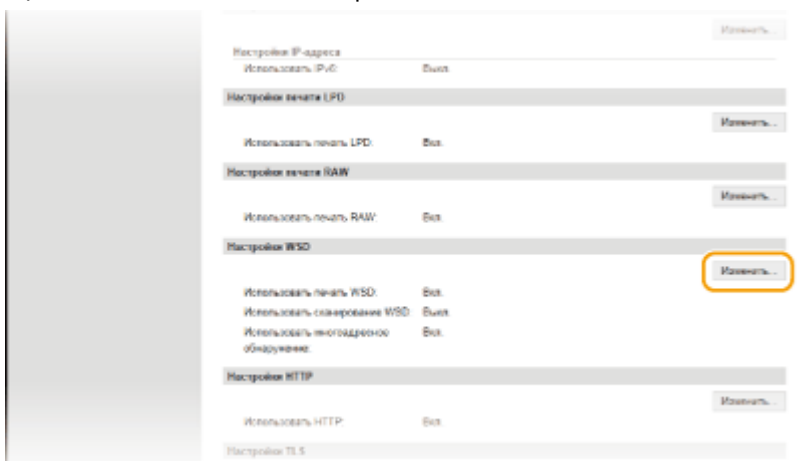 Изменить...
Настройки IP-адреса
Использовать IPv6: Выкл.
Настройки печати LPD
Изменить...
Использовать печать LPD: Вкл.
Настройки печати RAW
Изменить...
Использовать печать RAW: Вкл.
Настройки WSD
Изменить...
Использовать печать WSD: Вкл.
Использовать сканирование WSD: Выкл.
Использовать многоадресное Вкл.
обнаружение:
Настройки HTTP
Изменить...
Использовать HTTP: Вкл.
Настройки TLS